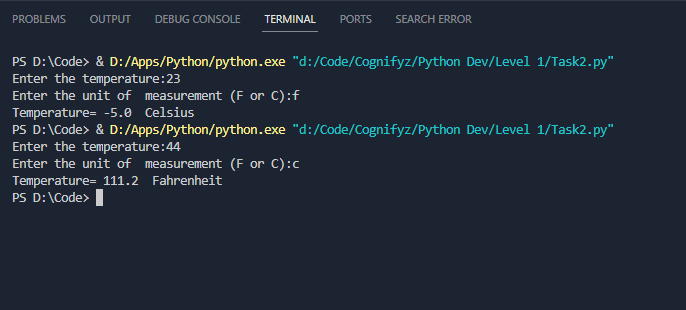 PROBLEMS OUTPUT DEBUG CONSOLE TERMINAL PORTS COMMENTS SEARCH ERROR
PS D:\Code> & D:/Apps/Python/python.exe "d:/Code/Cognifyz/Python Dev/Level 1/Task2.py"
Enter the temperature:23
Enter the unit of  measurement (F or C):f
Temperature= -5.0  Celsius
PS D:\Code> & D:/Apps/Python/python.exe "d:/Code/Cognifyz/Python Dev/Level 1/Task2.py"
Enter the temperature:44
Enter the unit of  measurement (F or C):c
Temperature= 111.2  Fahrenheit
PS D:\Code>